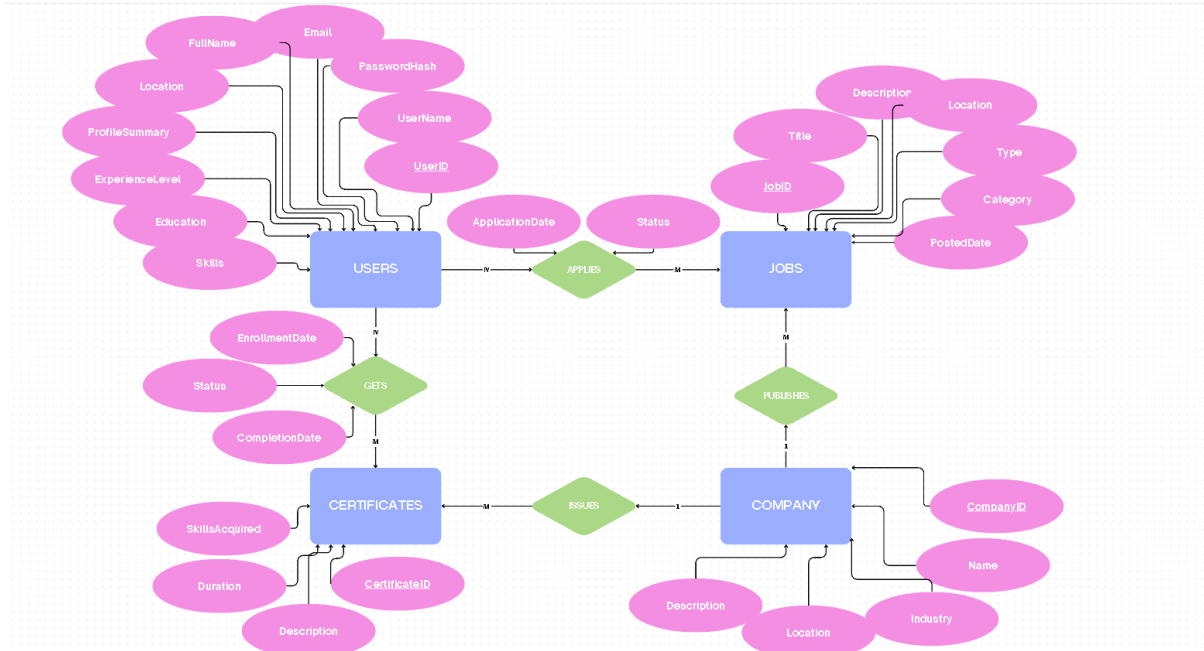 Email
FullName
PasswordHash
Location
UserName
ProfileSummary
UserID
ExperienceLevel
Education
Skills
USERS
ApplicationDate
Status
N
APPLIES
M
Description
Location
Title
Type
JobID
Category
PostedDate
JOBS
N
EnrollmentDate
Status
GETS
CompletionDate
M
M
PUBLISHES
1
CERTIFICATES
M
ISSUES
1
COMPANY
SkillsAcquired
Duration
CertificateID
Description
CompanyID
Name
Description
Industry
Location